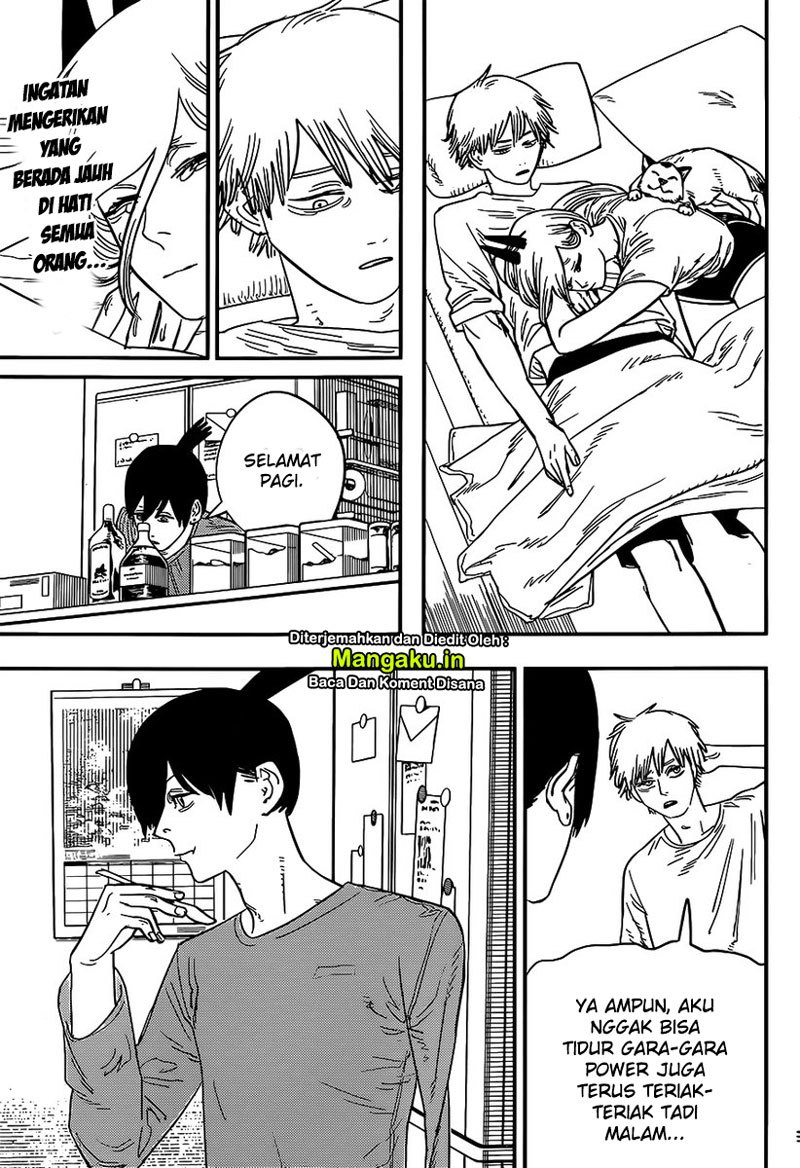 INGATAN
MENGERIKAN
YANG
BERADA JAUH
DI HATI
SEMUA
ORANG...
SELAMAT
PAGI.
Diterjemahkan dan Diedit Oleh :
Mangaku.in
Baca Dan Koment Disana
YA AMPUN, AKU
NGGAK BISA
TIDUR GARA-GARA
POWER JUGA
TERUS TERIAK-
TERIAK TADI
MALAM...